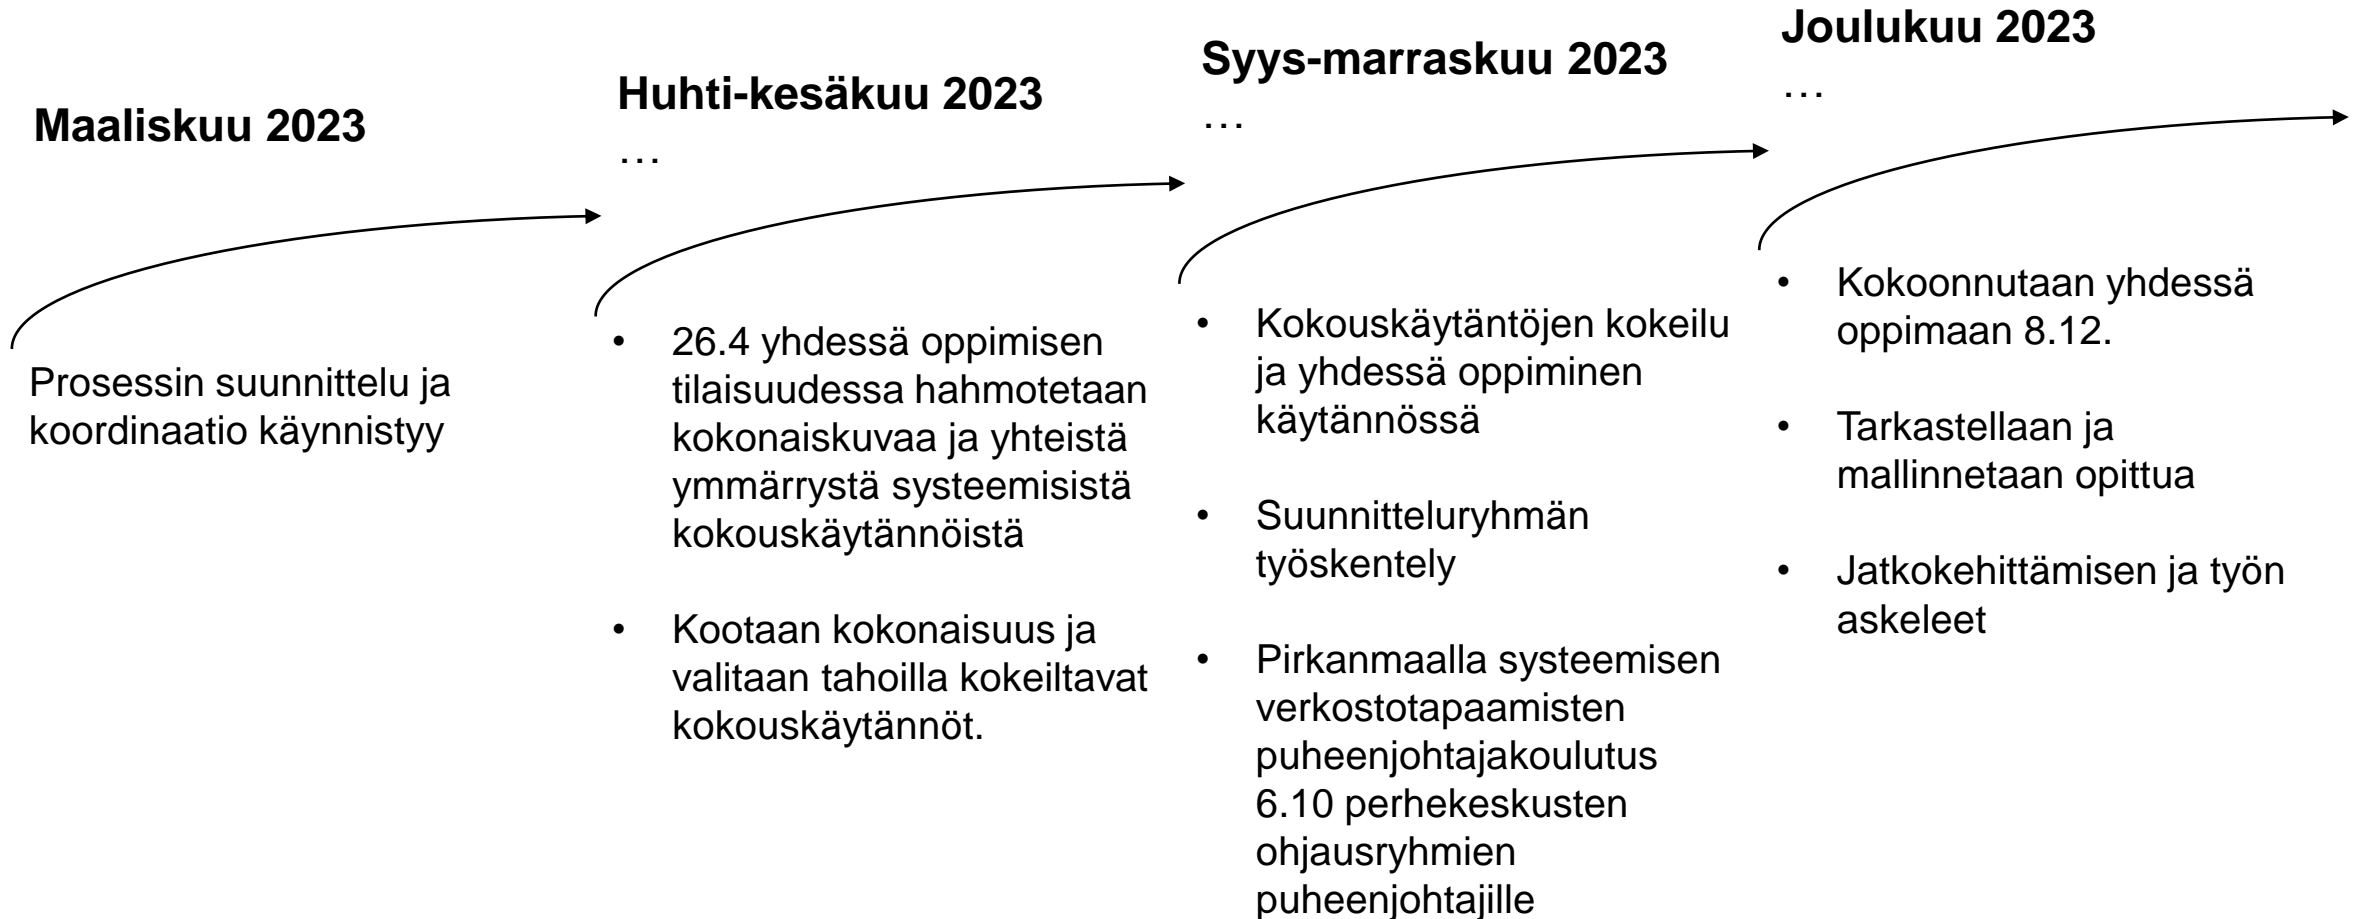 Maaliskuu 2023
Prosessin suunnittelu ja
koordinaatio käynnistyy
Huhti-kesäkuu 2023
…
• 26.4 yhdessä oppimisen
tilaisuudessa hahmotetaan
kokonaiskuvaa ja yhteistä
ymmärrystä systeemisistä
kokouskäytännöistä
• Kootaan kokonaisuus ja
valitaan tahoilla kokeiltavat
kokouskäytännöt.
Syys-marraskuu 2023
…
• Kokouskäytäntöjen kokeilu
ja yhdessä oppiminen
käytännössä
• Suunnitteluryhmän
työskentely
• Pirkanmaalla systeemisen
verkostotapaamisten
puheenjohtajakoulutus
6.10 perhekeskusten
ohjausryhmien
puheenjohtajille
Joulukuu 2023
…
• Kokoonnutaan yhdessä
oppimaan 8.12.
• Tarkastellaan ja
mallinnetaan opittua
• Jatkokehittämisen ja työn
askeleet